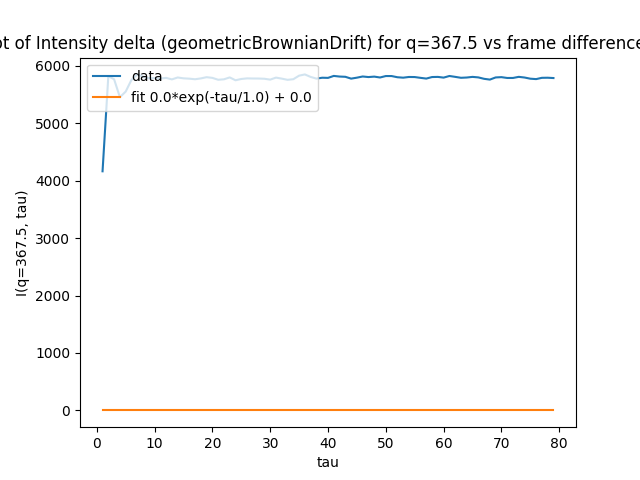 ot of Intensity delta (geometricBrownianDrift) for q=367.5 vs frame difference
6000
5000
4000
3000
2000
1000
0
I(q=367.5, tau)
data
fit 0.0*exp(-tau/1.0) + 0.0
0 10 20 30 40 50 60 70 80
tau